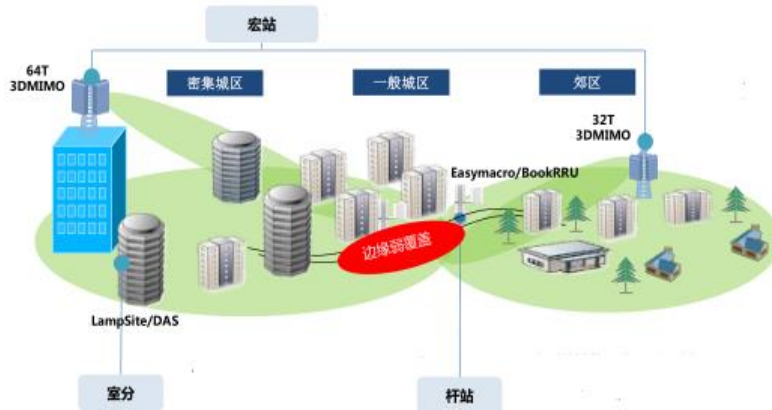 宏站
64T
3DMIMO
密集城区
一般城区
郊区
32T
3DMIMO
Easymacro/BookRRU
边缘弱覆盖
LampSite/DAS
室分
杆站